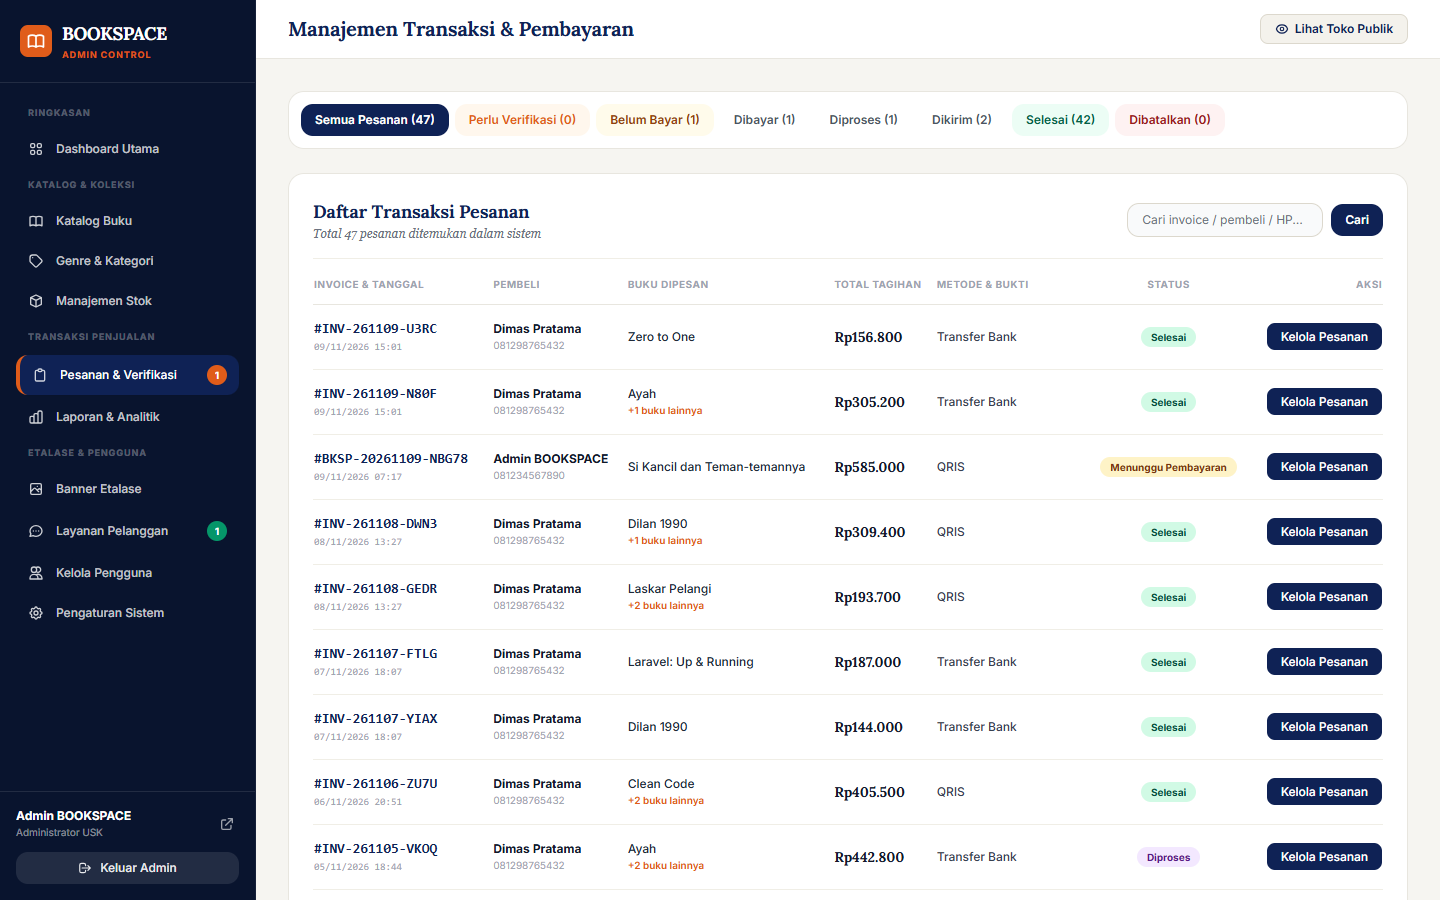 BOOKSPACE
ADMIN CONTROL
RINGKASAN
Dashboard Utama
KATALOG & KOLEKSI
Katalog Buku
Genre & Kategori
Manajemen Stok
TRANSAKSI PENJUALAN
Pesanan & Verifikasi 1
Laporan & Analitik
ETALASE & PENGGUNA
Banner Etalase
Layanan Pelanggan 1
Kelola Pengguna
Pengaturan Sistem
Admin BOOKSPACE
Administrator USK
Keluar Admin
Manajemen Transaksi & Pembayaran
Lihat Toko Publik
Semua Pesanan (47) Perlu Verifikasi (0) Belum Bayar (1) Dibayar (1) Diproses (1) Dikirim (2) Selesai (42) Dibatalkan (0)
Daftar Transaksi Pesanan
Total 47 pesanan ditemukan dalam sistem
Cari invoice / pembeli / HP... Cari
INVOICE & TANGGAL PEMBELI BUKU DIPESAN TOTAL TAGIHAN METODE & BUKTI STATUS AKSI
#INV-261109-U3RC Dimas Pratama Zero to One Rp156.800 Transfer Bank Selesai Kelola Pesanan
09/11/2026 15:01 081298765432
#INV-261109-N80F Dimas Pratama Ayah Rp305.200 Transfer Bank Selesai Kelola Pesanan
09/11/2026 15:01 081298765432 +1 buku lainnya
#BKSP-20261109-NBG78 Admin BOOKSPACE Si Kancil dan Teman-temannya Rp585.000 QRIS Menunggu Pembayaran Kelola Pesanan
09/11/2026 07:17 081234567890
#INV-261108-DWN3 Dimas Pratama Dilan 1990 Rp309.400 QRIS Selesai Kelola Pesanan
08/11/2026 13:27 081298765432 +1 buku lainnya
#INV-261108-GEDR Dimas Pratama Laskar Pelangi Rp193.700 QRIS Selesai Kelola Pesanan
08/11/2026 13:27 081298765432 +2 buku lainnya
#INV-261107-FTLG Dimas Pratama Laravel: Up & Running Rp187.000 Transfer Bank Selesai Kelola Pesanan
07/11/2026 18:07 081298765432
#INV-261107-YIAX Dimas Pratama Dilan 1990 Rp144.000 Transfer Bank Selesai Kelola Pesanan
07/11/2026 18:07 081298765432
#INV-261106-ZU7U Dimas Pratama Clean Code Rp405.500 QRIS Selesai Kelola Pesanan
06/11/2026 20:51 081298765432 +2 buku lainnya
#INV-261105-VKOQ Dimas Pratama Ayah Rp442.800 Transfer Bank Diproses Kelola Pesanan
05/11/2026 18:44 081298765432 +2 buku lainnya